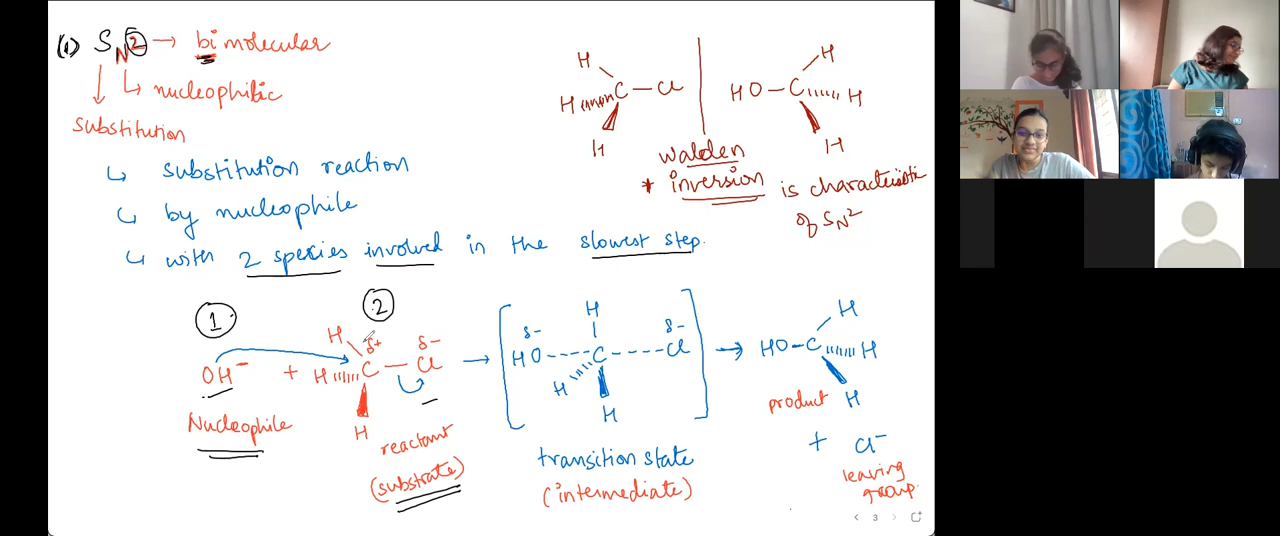 (1) SN2 → bimolecular
↳ nucleophilic
Substitution
↳ substitution reaction
↳ by nucleophile
↳ with 2 species involved in the slowest step.
H
H C — Cl
H
H
HO — C H
H
Walden
* inversion is characteristic
of SN2
1
2
OH⁻ + H C — Cl
H
δ+
δ−
H
Nucleophile
reactant
(substrate)
H
δ−
δ−
HO ---- C ---- Cl
H
H
transition state
(intermediate)
H
HO–C H
H
product
+ Cl⁻
leaving
group.
< 3 >